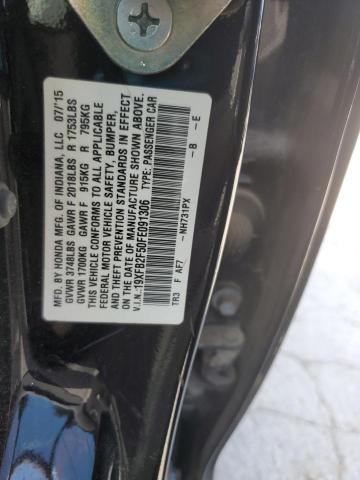 MFD. BY HONDA MFG. OF INDIANA, LLC 07/15
GVWR 3748LBS GAWR F 2018LBS R 1753LBS
GVWR 1700KG GAWR F 915KG R 795KG
THIS VEHICLE CONFORMS TO ALL APPLICABLE
FEDERAL MOTOR VEHICLE SAFETY, BUMPER,
AND THEFT PREVENTION STANDARDS IN EFFECT
ON THE DATE OF MANUFACTURE SHOWN ABOVE.
V.I.N.: 19XFB2F50FE091306 TYPE: PASSENGER CAR
NH731PX - B - E
TR3 F AF7